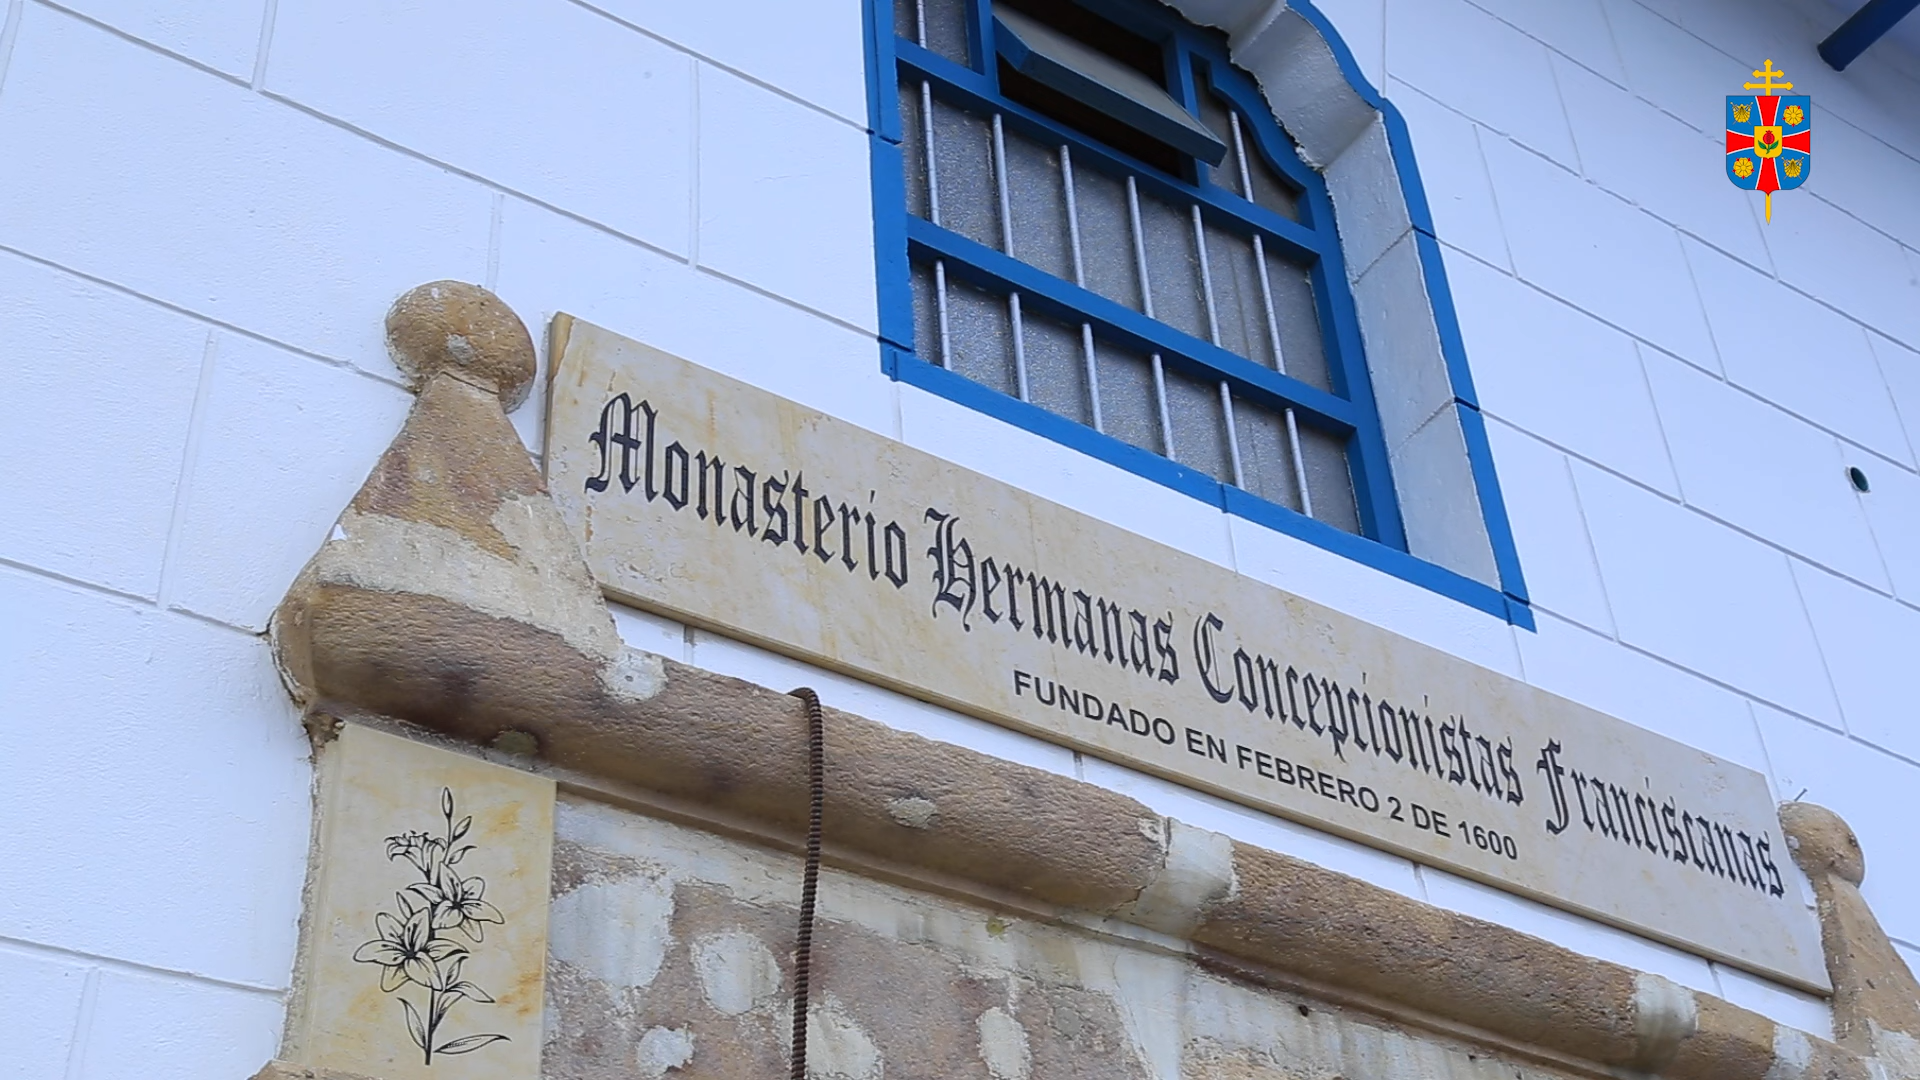 Monasterio Hermanas Concepcionistas Franciscanas
FUNDADO EN FEBRERO 2 DE 1600